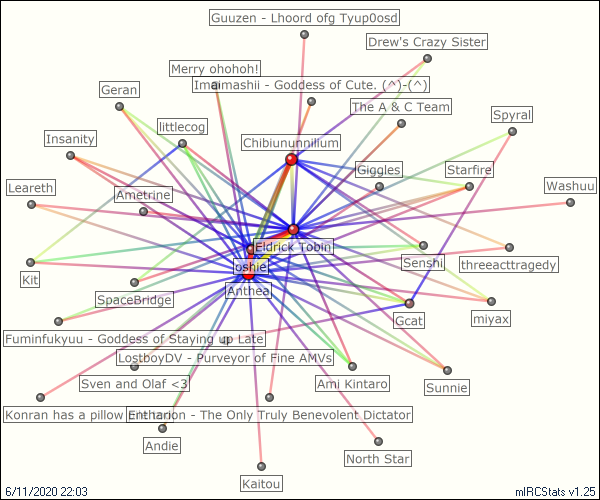 Guuzen - Lhoord ofg Tyup0osd
Drew's Crazy Sister
Merry ohohoh!
Imaimashii - Goddess of Cute. (^)-(^)
Geran
The A & C Team
Spyral
littlecog
Insanity
Chibiununnilium
Giggles
Starfire
Leareth
Ametrine
Washuu
Eldrick Tobin
oshie
Senshi
threeacttragedy
Kit
Anthea
SpaceBridge
Gcat
miyax
Fuminfukyuu - Goddess of Staying up Late
LostboyDV - Purveyor of Fine AMVs
Sven and Olaf <3
Ami Kintaro
Sunnie
Konran has a pillow
Entharion - The Only Truly Benevolent Dictator
Andie
North Star
Kaitou
6/11/2020 22:03
mIRCStats v1.25